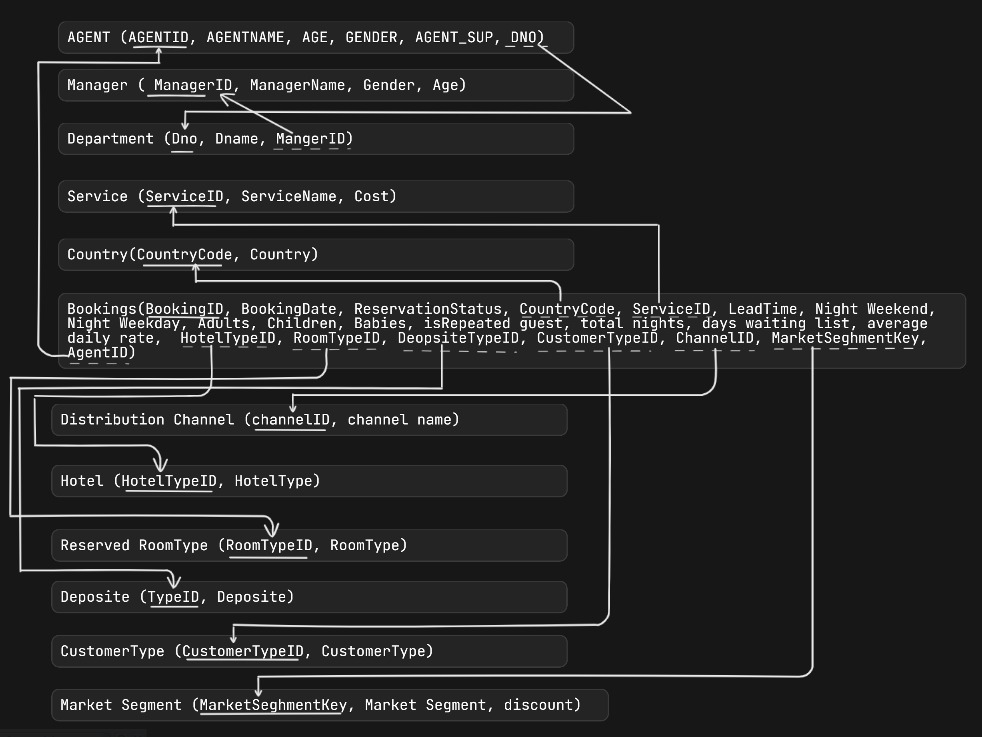 AGENT (AGENTID, AGENTNAME, AGE, GENDER, AGENT_SUP, DNO)
Manager ( ManagerID, ManagerName, Gender, Age)
Department (Dno, Dname, MangerID)
Service (ServiceID, ServiceName, Cost)
Country(CountryCode, Country)
Bookings(BookingID, BookingDate, ReservationStatus, CountryCode, ServiceID, LeadTime, Night Weekend,
Night Weekday, Adults, Children, Babies, isRepeated guest, total nights, days waiting list, average
daily rate, HotelTypeID, RoomTypeID, DeopsiteTypeID, CustomerTypeID, ChannelID, MarketSeghmentKey,
AgentID)
Distribution Channel (channelID, channel name)
Hotel (HotelTypeID, HotelType)
Reserved RoomType (RoomTypeID, RoomType)
Deposite (TypeID, Deposite)
CustomerType (CustomerTypeID, CustomerType)
Market Segment (MarketSeghmentKey, Market Segment, discount)